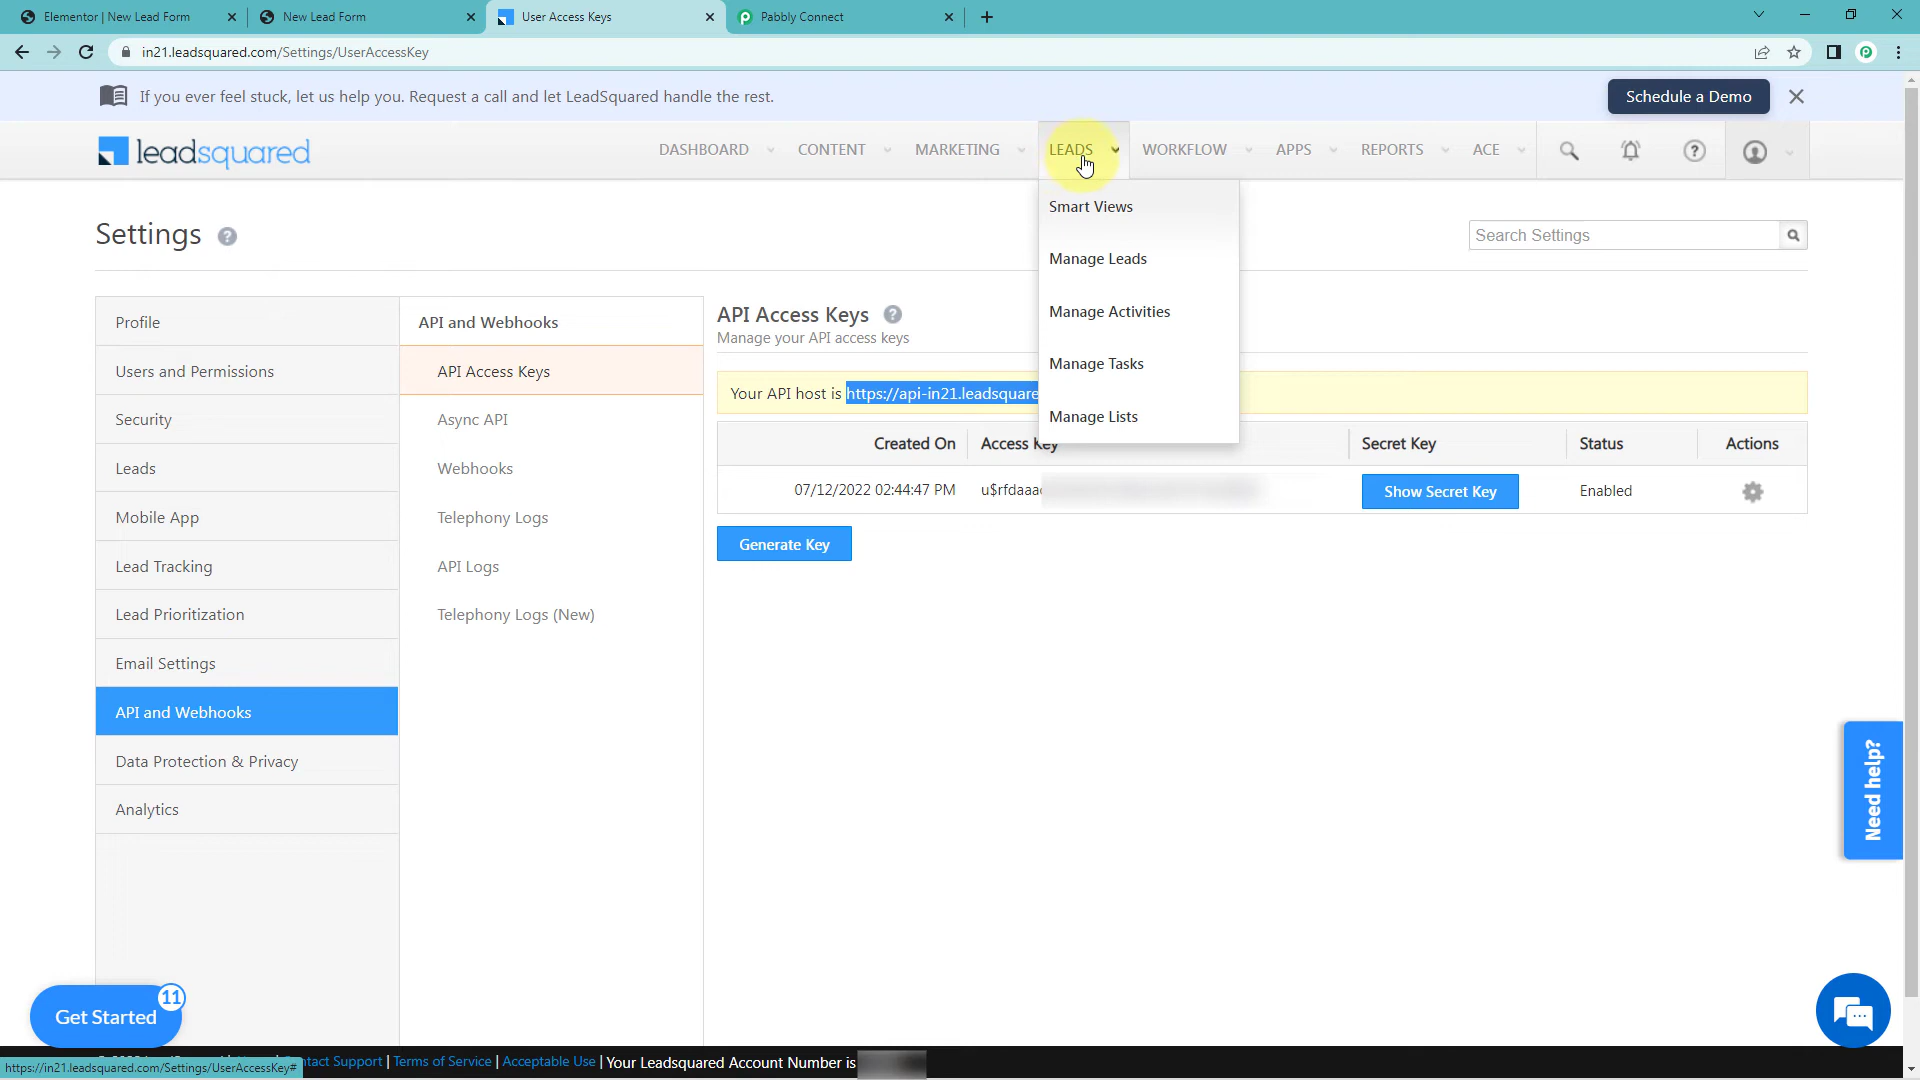 Elementor | New Lead Form
New Lead Form
User Access Keys
Pabbly Connect
in21.leadsquared.com/Settings/UserAccessKey
If you ever feel stuck, let us help you. Request a call and let LeadSquared handle the rest.
Schedule a Demo
leadsquared
DASHBOARD
CONTENT
MARKETING
LEADS
WORKFLOW
APPS
REPORTS
ACE
Smart Views
Manage Leads
Manage Activities
Manage Tasks
Manage Lists
Settings
Search Settings
Profile
Users and Permissions
Security
Leads
Mobile App
Lead Tracking
Lead Prioritization
Email Settings
API and Webhooks
Data Protection & Privacy
Analytics
API and Webhooks
API Access Keys
Async API
Webhooks
Telephony Logs
API Logs
Telephony Logs (New)
API Access Keys
Manage your API access keys
Your API host is https://api-in21.leadsquare
Created On
Access Key
Secret Key
Status
Actions
07/12/2022 02:44:47 PM
u$rfdaaa
Show Secret Key
Enabled
Generate Key
Need help?
11
Get Started
Contact Support | Terms of Service | Acceptable Use | Your Leadsquared Account Number is
https://in21.leadsquared.com/Settings/UserAccessKey#